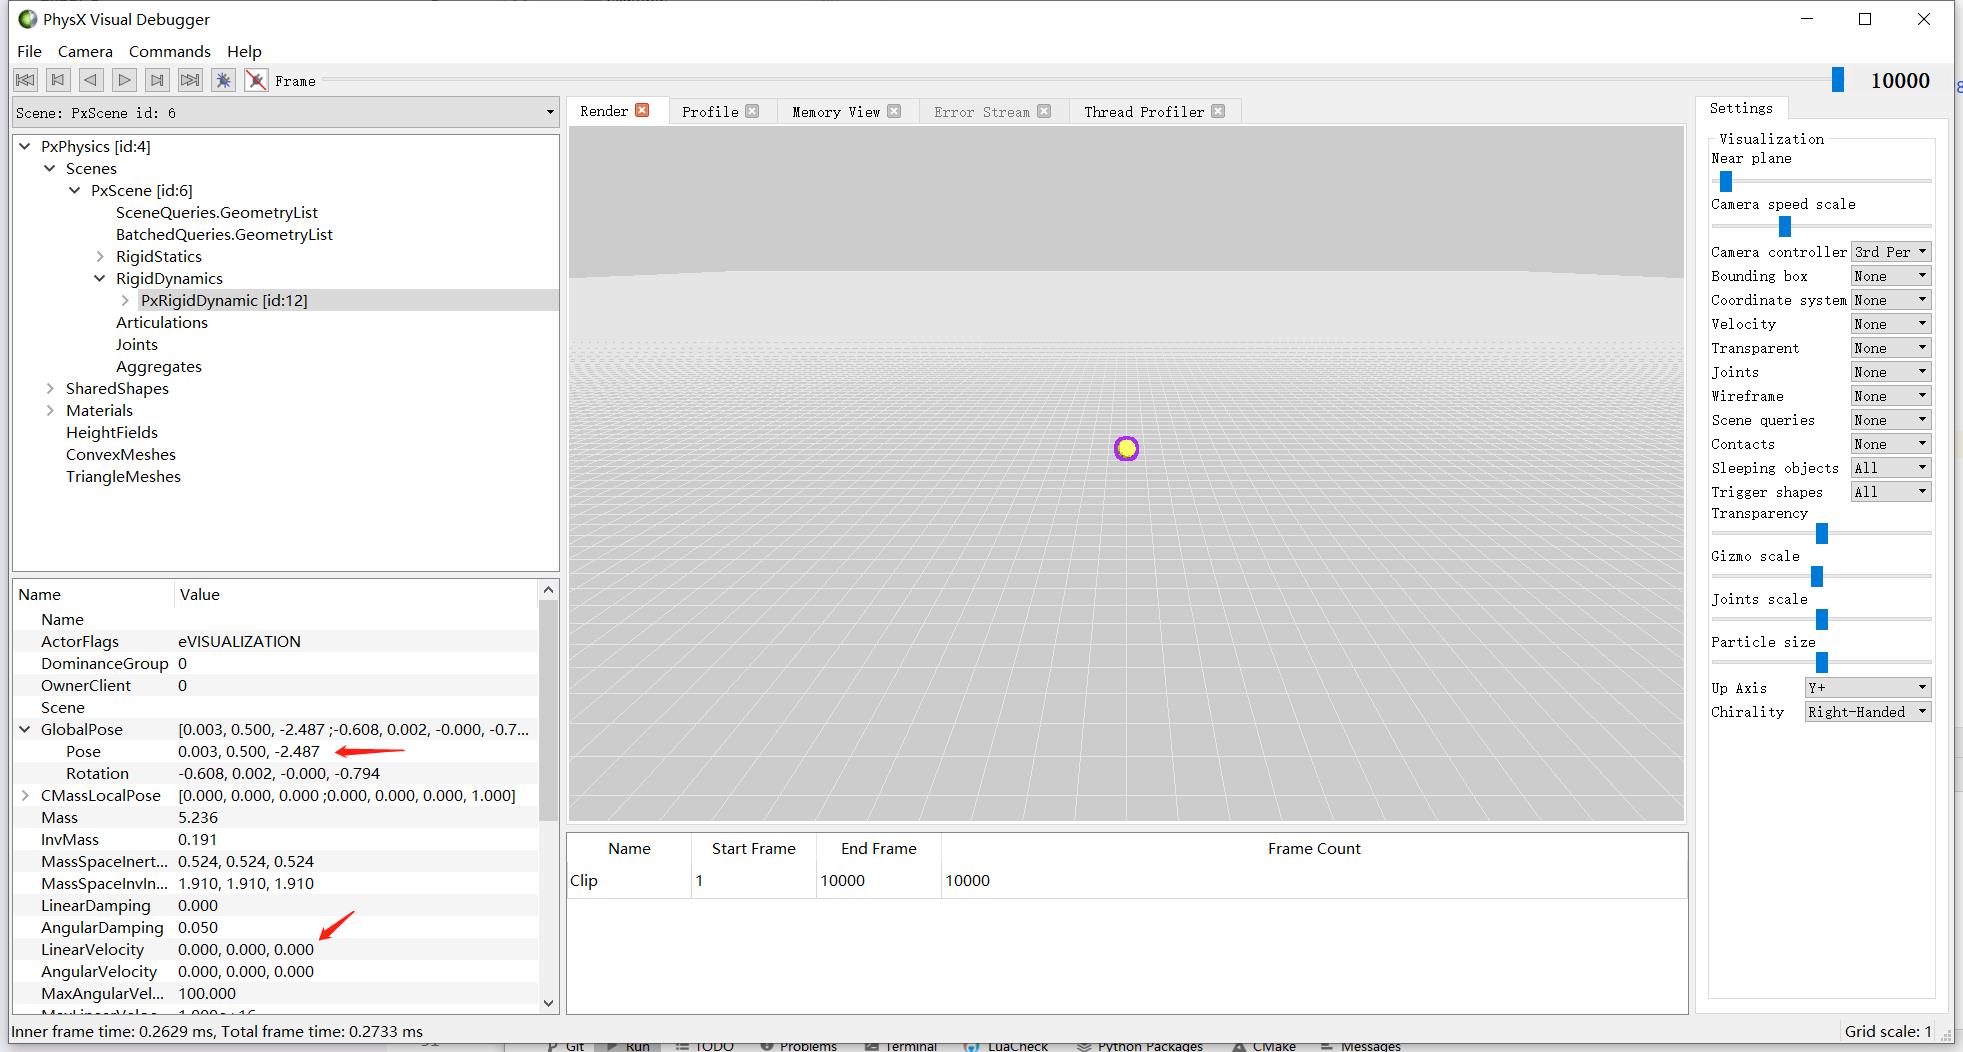 PhysX Visual Debugger
File Camera Commands Help
Frame 10000
Scene: PxScene id: 6
PxPhysics [id:4]
Scenes
PxScene [id:6]
SceneQueries.GeometryList
BatchedQueries.GeometryList
RigidStatics
RigidDynamics
PxRigidDynamic [id:12]
Articulations
Joints
Aggregates
SharedShapes
Materials
HeightFields
ConvexMeshes
TriangleMeshes
Name Value
Name
ActorFlags eVISUALIZATION
DominanceGroup 0
OwnerClient 0
Scene
GlobalPose [0.003, 0.500, -2.487 ;-0.608, 0.002, -0.000, -0.7...
Pose 0.003, 0.500, -2.487
Rotation -0.608, 0.002, -0.000, -0.794
CMassLocalPose [0.000, 0.000, 0.000 ;0.000, 0.000, 0.000, 1.000]
Mass 5.236
InvMass 0.191
MassSpaceInert... 0.524, 0.524, 0.524
MassSpaceInvIn... 1.910, 1.910, 1.910
LinearDamping 0.000
AngularDamping 0.050
LinearVelocity 0.000, 0.000, 0.000
AngularVelocity 0.000, 0.000, 0.000
MaxAngularVel... 100.000
Inner frame time: 0.2629 ms, Total frame time: 0.2733 ms
Render Profile Memory View Error Stream Thread Profiler
Name Start Frame End Frame Frame Count
Clip 1 10000 10000
Settings
Visualization
Near plane
Camera speed scale
Camera controller 3rd Per
Bounding box None
Coordinate system None
Velocity None
Transparent None
Joints None
Wireframe None
Scene queries None
Contacts None
Sleeping objects All
Trigger shapes All
Transparency
Gizmo scale
Joints scale
Particle size
Up Axis Y+
Chirality Right-Handed
Grid scale: 1
Git Run TODO Problems Terminal LuaCheck Python Packages CMake Messages